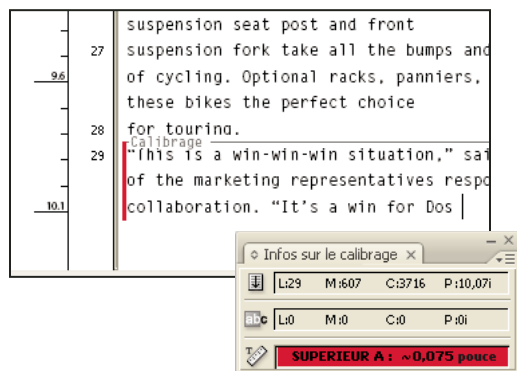 suspension seat post and front
27 suspension fork take all the bumps and
9.6 of cycling. Optional racks, panniers,
these bikes the perfect choice
28 for touring.
Calibrage
29 "This is a win-win-win situation," sai
of the marketing representatives respo
10.1 collaboration. “It's a win for Dos
Infos sur le calibrage
L:29 M:607 C:3716 P:10,07i
abc L:0 M:0 C:0 P:0i
SUPERIEUR A : ~0,075 pouce